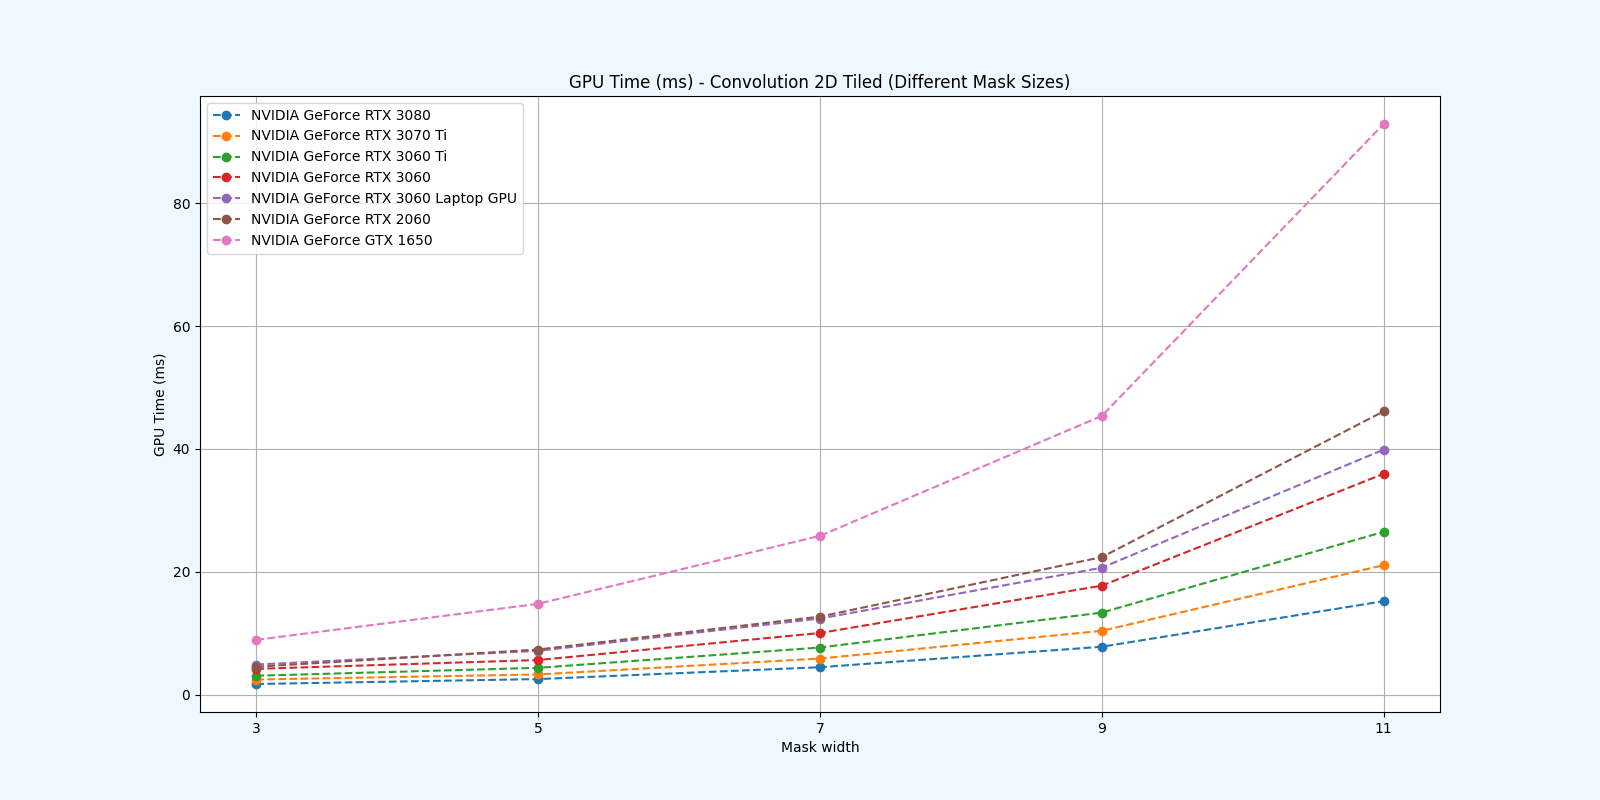 GPU Time (ms) - Convolution 2D Tiled (Different Mask Sizes)
NVIDIA GeForce RTX 3080
NVIDIA GeForce RTX 3070 Ti
NVIDIA GeForce RTX 3060 Ti
NVIDIA GeForce RTX 3060
NVIDIA GeForce RTX 3060 Laptop GPU
NVIDIA GeForce RTX 2060
NVIDIA GeForce GTX 1650
80
60
40
20
0
GPU Time (ms)
3 5 7 9 11
Mask width